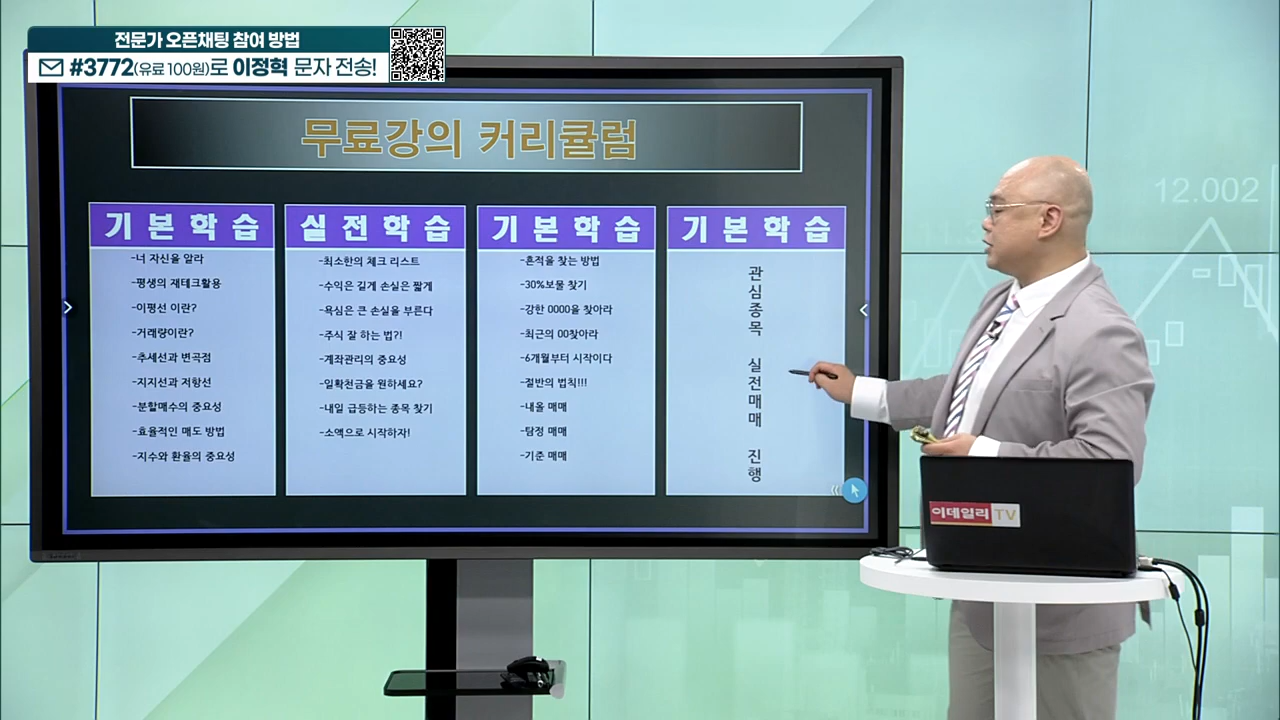 전문가 오픈채팅 참여 방법
#3772(유료 100원)로 이정혁 문자 전송!
무료강의 커리큘럼
기본학습
-너 자신을 알라
-평생의 재테크활용
-이평선 이란?
-거래량이란?
-추세선과 변곡점
-지지선과 저항선
-분할매수의 중요성
-효율적인 매도 방법
-지수와 환율의 중요성
실전학습
-최소한의 체크 리스트
-수익은 길게 손실은 짧게
-욕심은 큰 손실을 부른다
-주식 잘 하는 법?!
-계좌관리의 중요성
-일확천금을 원하세요?
-내일 급등하는 종목 찾기
-소액으로 시작하자!
기본학습
-흔적을 찾는 방법
-30%보물 찾기
-강한 0000을 찾아라
-최근의 00찾아라
-6개월부터 시작이다
-절반의 법칙!!!
-내올 매매
-탐정 매매
-기준 매매
기본학습
관심종목 실전매매 진행
12.002
이데일리TV